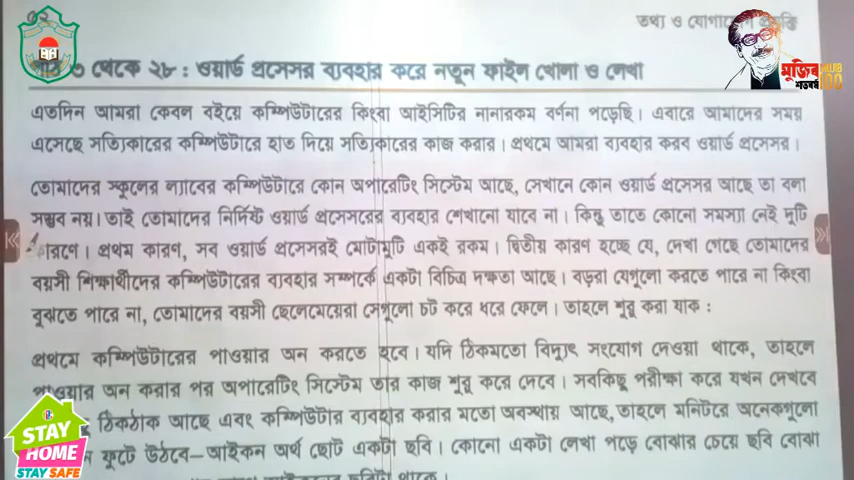 তথ্য ও যোগাযোগ
৩ থেকে ২৮ : ওয়ার্ড প্রসেসর ব্যবহার করে নতুন ফাইল খোলা ও লেখা
মুজিব MUJIB
শতবর্ষ 100
এতদিন আমরা কেবল বইয়ে কম্পিউটারের কিংবা আইসিটির নানারকম বর্ণনা পড়েছি। এবারে আমাদের সময়
এসেছে সত্যিকারের কম্পিউটারে হাত দিয়ে সত্যিকারের কাজ করার। প্রথমে আমরা ব্যবহার করব ওয়ার্ড প্রসেসর।
তোমাদের স্কুলের ল্যাবের কম্পিউটারে কোন অপারেটিং সিস্টেম আছে, সেখানে কোন ওয়ার্ড প্রসেসর আছে তা বলা
সম্ভব নয়। তাই তোমাদের নির্দিষ্ট ওয়ার্ড প্রসেসরের ব্যবহার শেখানো যাবে না। কিন্তু তাতে কোনো সমস্যা নেই দুটি
কারণে। প্রথম কারণ, সব ওয়ার্ড প্রসেসরই মোটামুটি একই রকম। দ্বিতীয় কারণ হচ্ছে যে, দেখা গেছে তোমাদের
বয়সী শিক্ষার্থীদের কম্পিউটারের ব্যবহার সম্পর্কে একটা বিচিত্র দক্ষতা আছে। বড়রা যেগুলো করতে পারে না কিংবা
বুঝতে পারে না, তোমাদের বয়সী ছেলেমেয়েরা সেগুলো চট করে ধরে ফেলে। তাহলে শুরু করা যাক :
প্রথমে কম্পিউটারের পাওয়ার অন করতে হবে। যদি ঠিকমতো বিদ্যুৎ সংযোগ দেওয়া থাকে, তাহলে
পাওয়ার অন করার পর অপারেটিং সিস্টেম তার কাজ শুরু করে দেবে। সবকিছু পরীক্ষা করে যখন দেখবে
ঠিকঠাক আছে এবং কম্পিউটার ব্যবহার করার মতো অবস্থায় আছে, তাহলে মনিটরে অনেকগুলো
ফুটে উঠবে—আইকন অর্থ ছোট একটা ছবি। কোনো একটা লেখা পড়ে বোঝার চেয়ে ছবি বোঝা
STAY
HOME
STAY SAFE